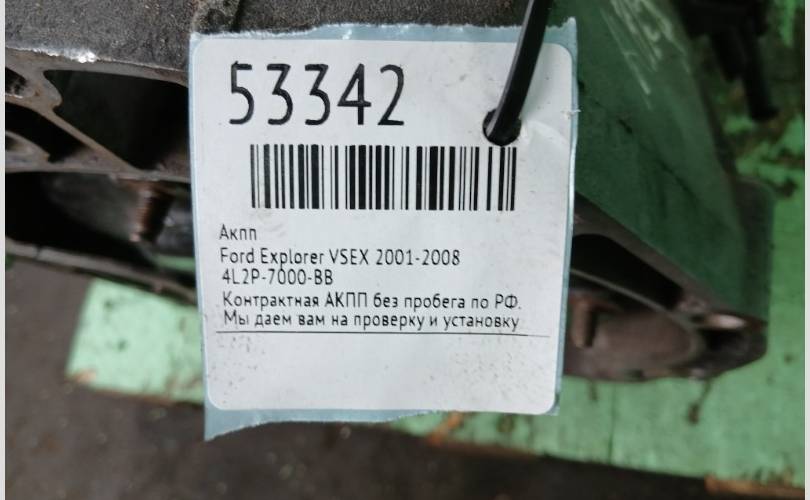 53342
Акпп
Ford Explorer VSEX 2001-2008
4L2P-7000-BB
Контрактная АКПП без пробега по РФ.
Мы даем вам на проверку и установку